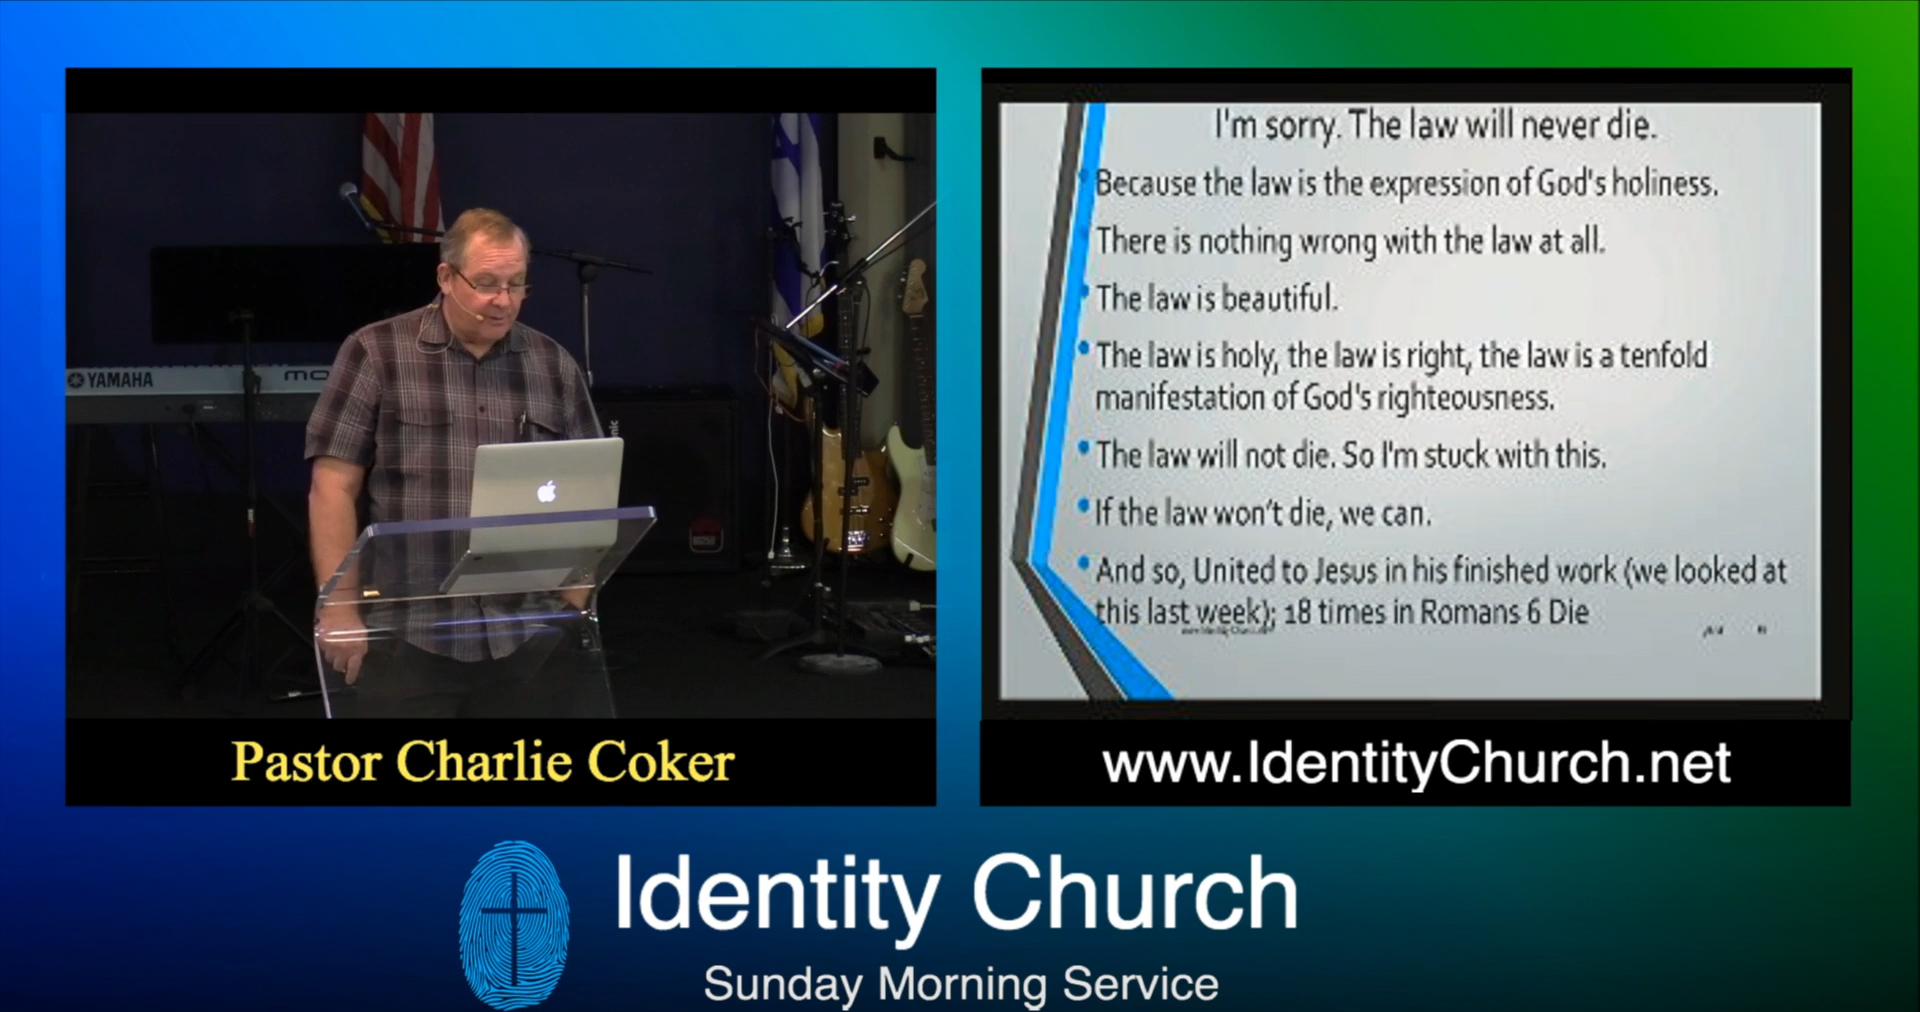 YAMAHA
Pastor Charlie Coker
I'm sorry. The law will never die.
Because the law is the expression of God's holiness.
There is nothing wrong with the law at all.
The law is beautiful.
The law is holy, the law is right, the law is a tenfold
manifestation of God's righteousness.
The law will not die. So I'm stuck with this.
If the law won't die, we can.
And so, United to Jesus in his finished work (we looked at
this last week); 18 times in Romans 6 Die
www.IdentityChurch.net
Identity Church
Sunday Morning Service